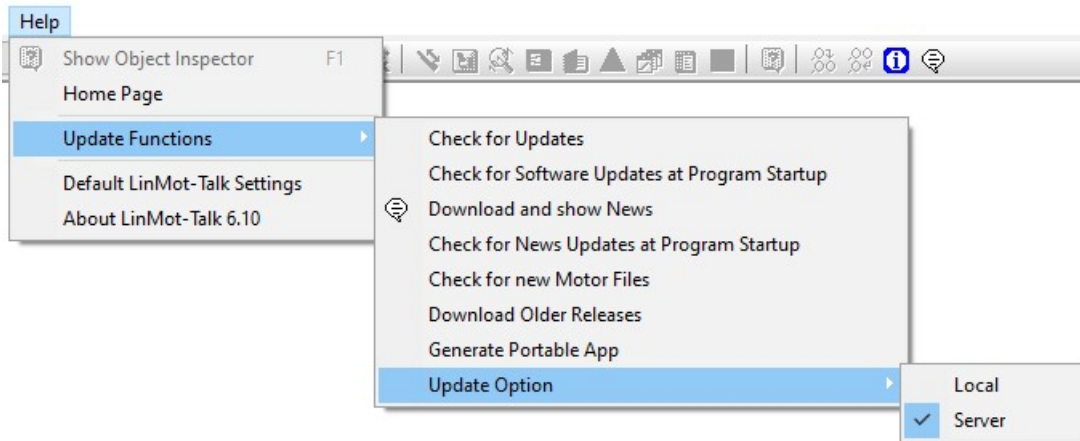 Help
Show Object Inspector F1
Home Page
Update Functions
Default LinMot-Talk Settings
About LinMot-Talk 6.10
Check for Updates
Check for Software Updates at Program Startup
Download and show News
Check for News Updates at Program Startup
Check for new Motor Files
Download Older Releases
Generate Portable App
Update Option
Local
Server